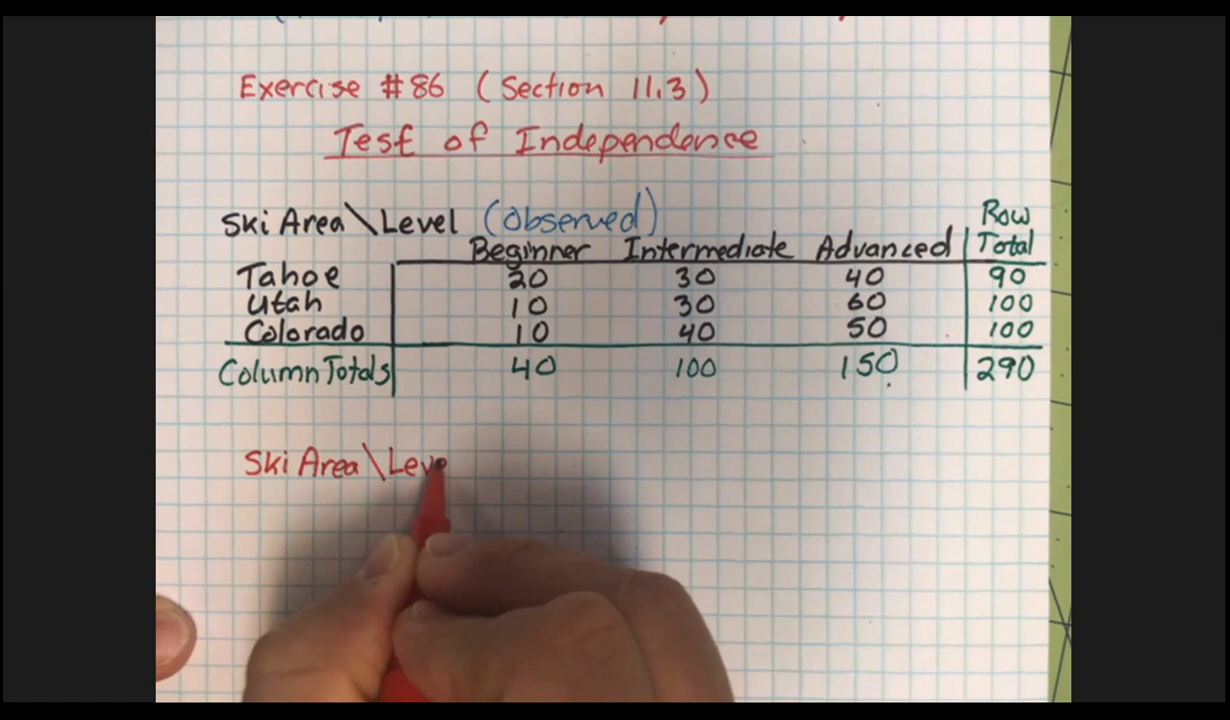 Exercise #86 (Section 11.3)
Test of Independence
Ski Area\Level (Observed) Row
Beginner Intermediate Advanced Total
Tahoe 20 30 40 90
Utah 10 30 60 100
Colorado 10 40 50 100
Column Totals 40 100 150 290
Ski Area\Leve